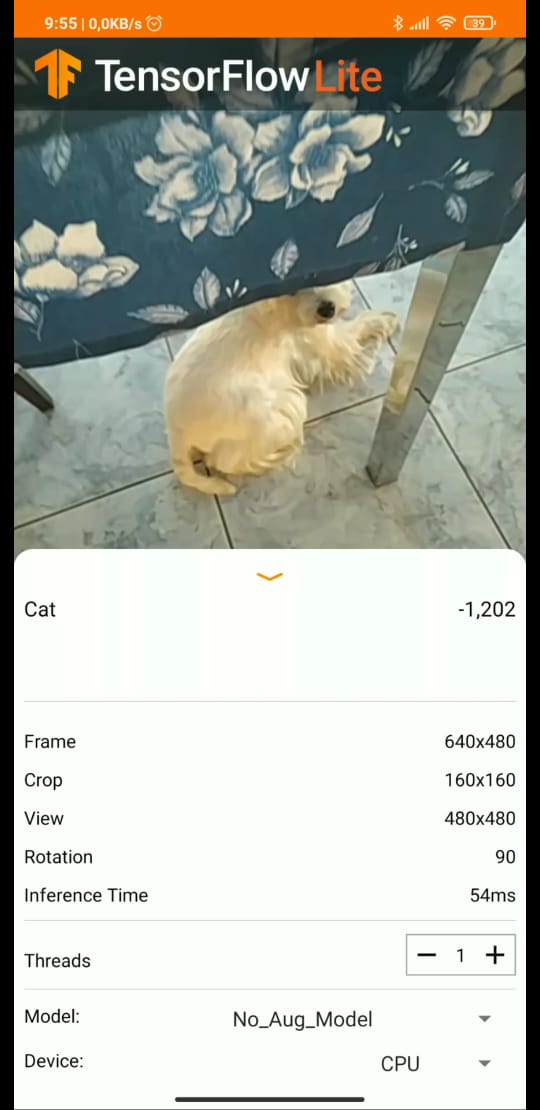 9:55 | 0,0KB/s
39
TensorFlow Lite
Cat -1,202
Frame 640x480
Crop 160x160
View 480x480
Rotation 90
Inference Time 54ms
Threads 1
Model: No_Aug_Model
Device: CPU